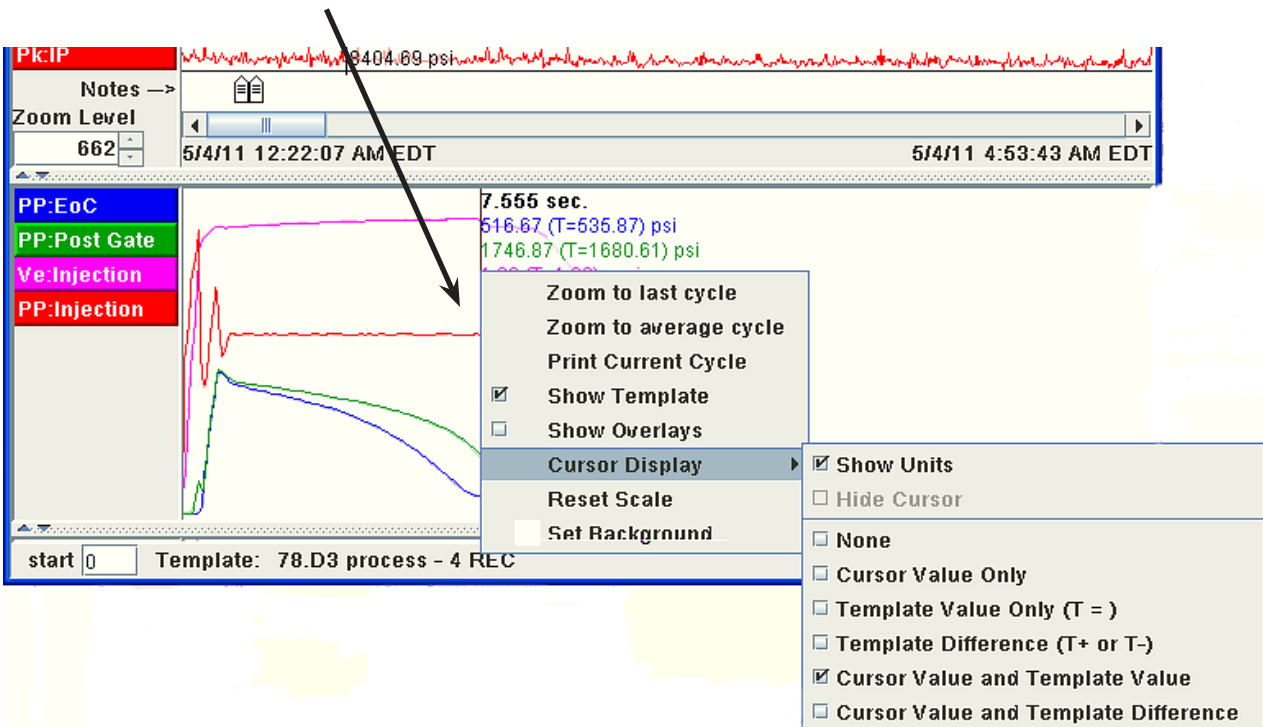 Pk:IP
8404.69 psi
Notes —>
Zoom Level
662
5/4/11 12:22:07 AM EDT
5/4/11 4:53:43 AM EDT
PP:EoC
PP:Post Gate
Ve:Injection
PP:Injection
7.555 sec.
516.67 (T=535.87) psi
1746.87 (T=1680.61) psi
Zoom to last cycle
Zoom to average cycle
Print Current Cycle
Show Template
Show Overlays
Cursor Display
Reset Scale
Set Background
Show Units
Hide Cursor
None
Cursor Value Only
Template Value Only (T = )
Template Difference (T+ or T-)
Cursor Value and Template Value
Cursor Value and Template Difference
start 0 Template: 78.D3 process - 4 REC